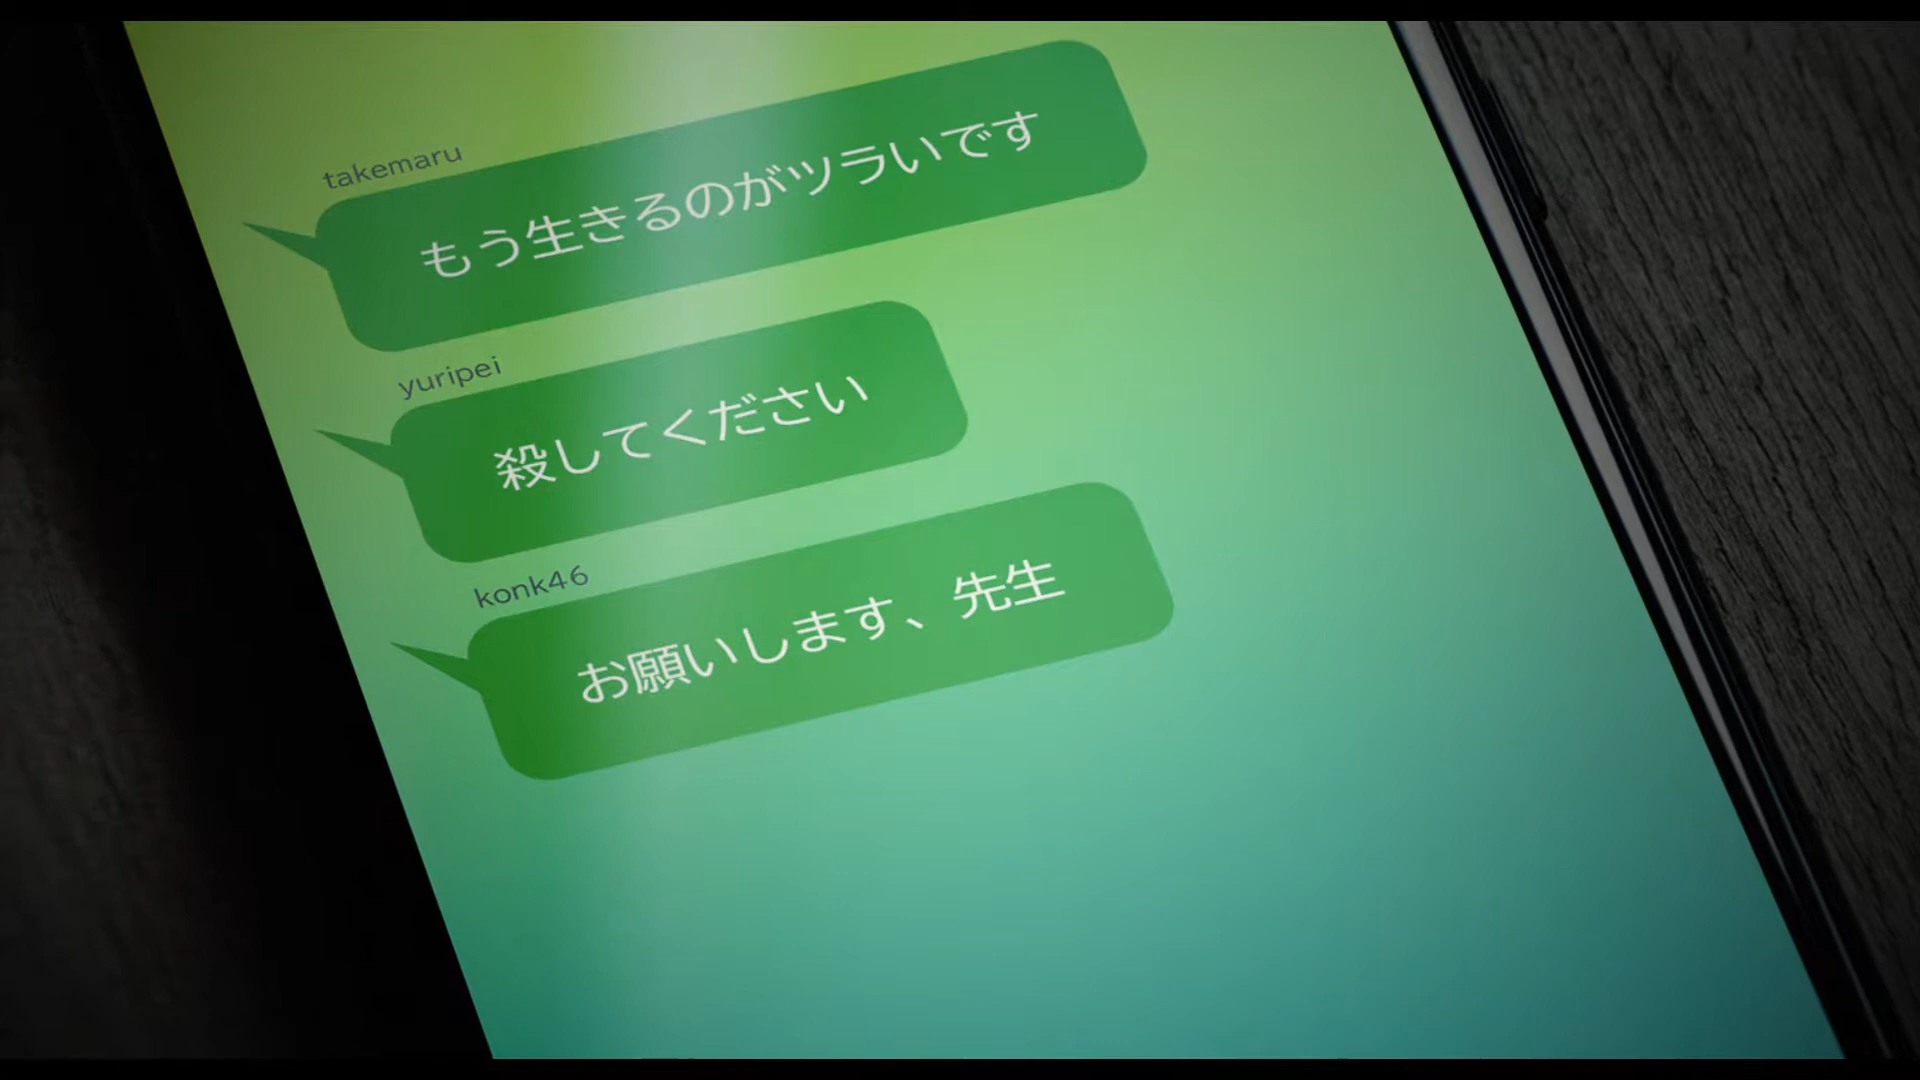 takemaru
もう生きるのがツラいです
yuripei
殺してください
konk46
お願いします、先生